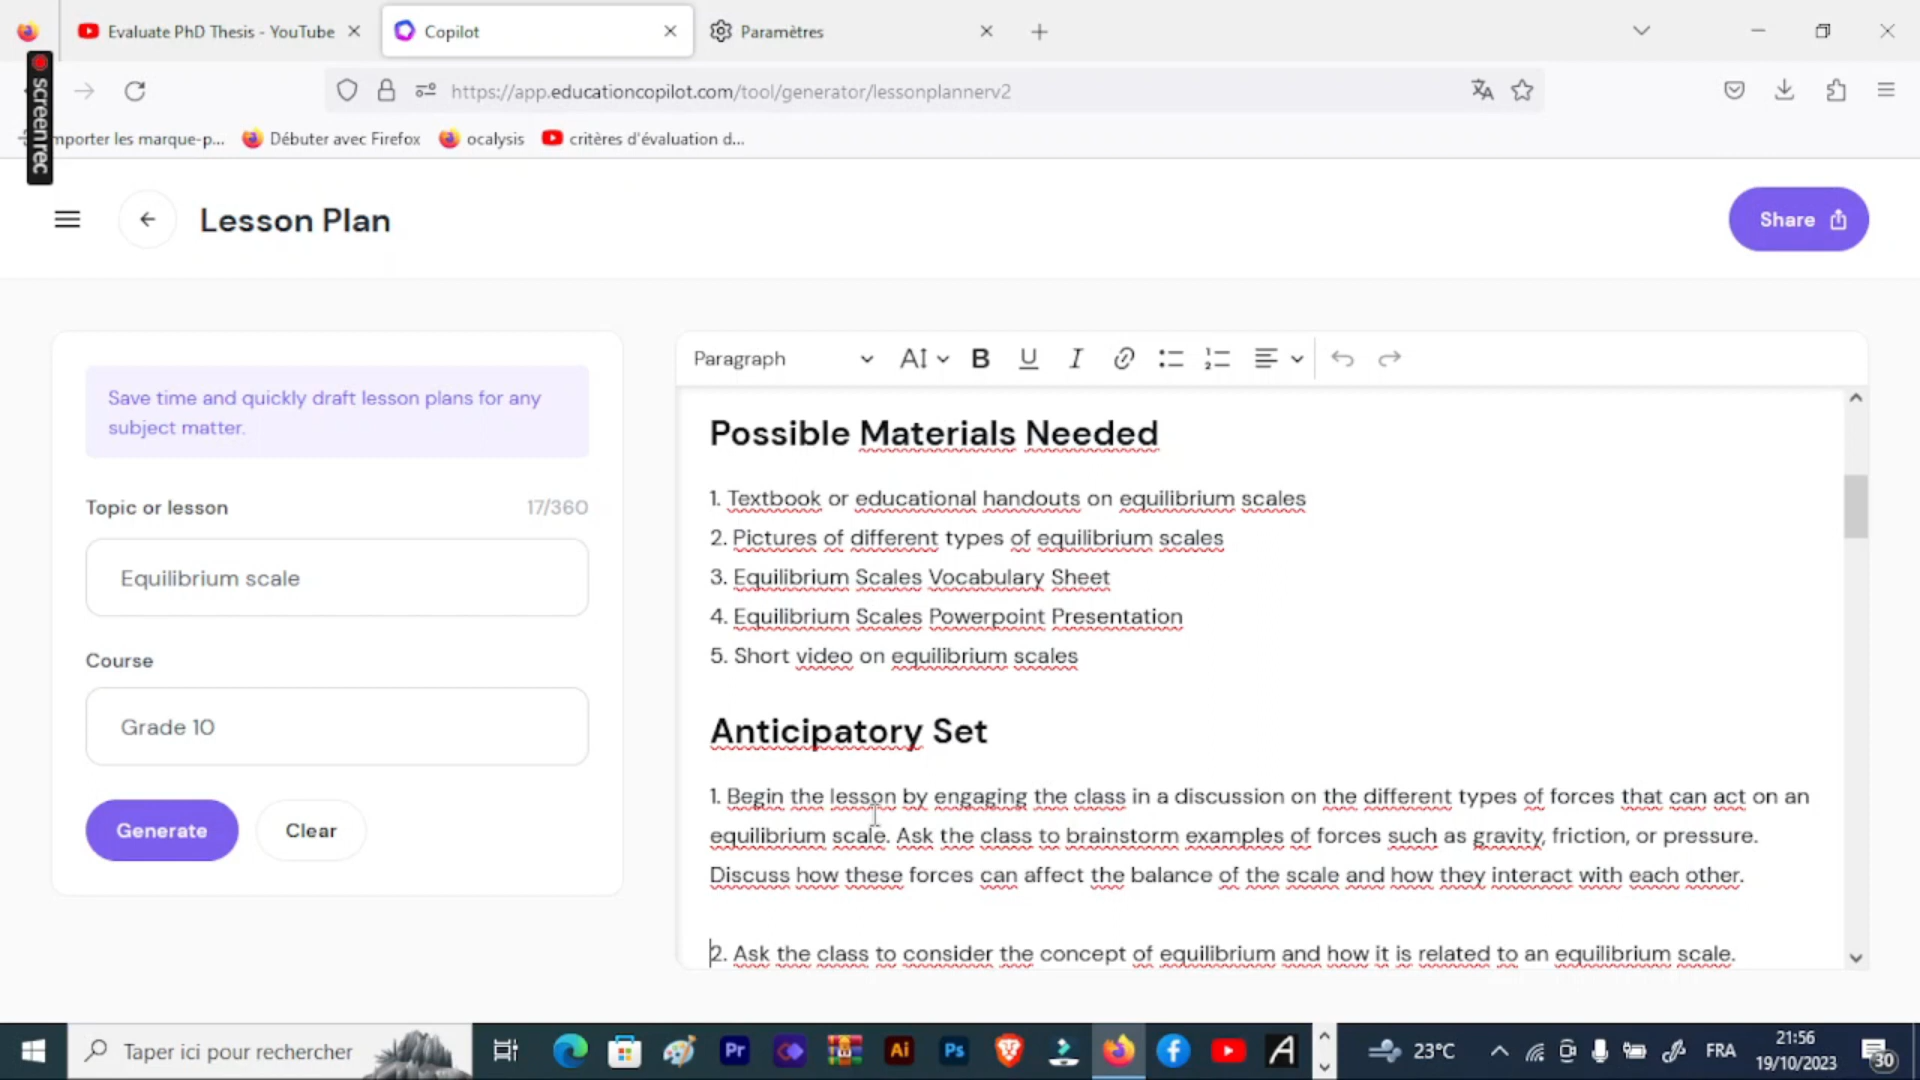 Evaluate PhD Thesis - YouTube
Copilot
Paramètres
screenrec
https://app.educationcopilot.com/tool/generator/lessonplannerv2
mporter les marque-p...
Débuter avec Firefox
ocalysis
critères d'évaluation d...
Lesson Plan
Share
Save time and quickly draft lesson plans for any
subject matter.
Topic or lesson
17/360
Equilibrium scale
Course
Grade 10
Generate
Clear
Paragraph
AI
B
U
I
Possible Materials Needed
1. Textbook or educational handouts on equilibrium scales
2. Pictures of different types of equilibrium scales
3. Equilibrium Scales Vocabulary Sheet
4. Equilibrium Scales Powerpoint Presentation
5. Short video on equilibrium scales
Anticipatory Set
1. Begin the lesson by engaging the class in a discussion on the different types of forces that can act on an
equilibrium scale. Ask the class to brainstorm examples of forces such as gravity, friction, or pressure.
Discuss how these forces can affect the balance of the scale and how they interact with each other.
2. Ask the class to consider the concept of equilibrium and how it is related to an equilibrium scale.
Taper ici pour rechercher
Pr
Ai
Ps
A
23°C
FRA
21:56
19/10/2023
30